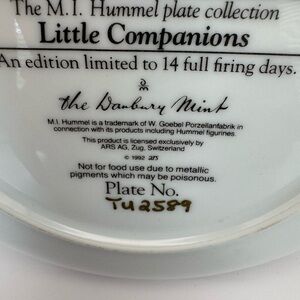 The M.I. Hummel plate collection
Little Companions
An edition limited to 14 full firing days.
the Danbury Mint
M.I. Hummel is a trademark of W. Goebel Porzellanfabrik in
connection with its products including Hummel figurines.
This product is licensed exclusively by
ARS AG, Zug, Switzerland
© 1992 ars
Not for food use due to metallic
pigments which may be poisonous.
Plate No.
TU2589